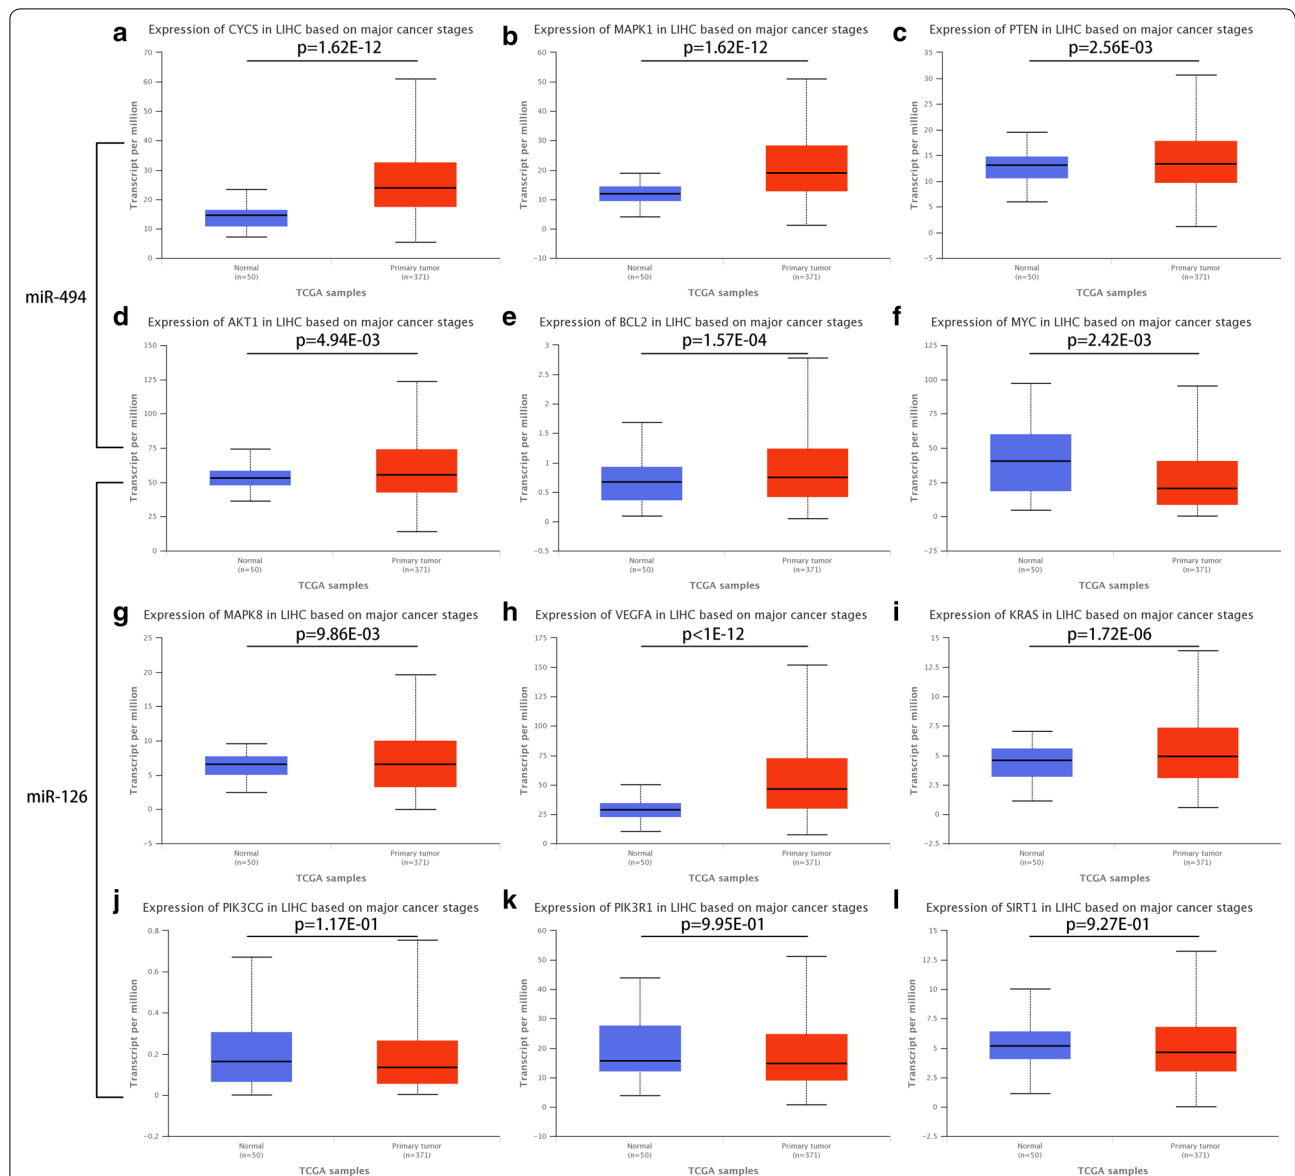 a Expression of CYCS in LIHC based on major cancer stages
p=1.62E-12
Transcript per million
70
60
50
40
30
20
10
0
Normal
(n=50)
Primary tumor
(n=371)
TCGA samples
b Expression of MAPK1 in LIHC based on major cancer stages
p=1.62E-12
Transcript per million
60
50
40
30
20
10
0
−10
Normal
(n=50)
Primary tumor
(n=371)
TCGA samples
c Expression of PTEN in LIHC based on major cancer stages
p=2.56E-03
Transcript per million
35
30
25
20
15
10
5
0
−5
Normal
(n=50)
Primary tumor
(n=371)
TCGA samples
miR-494
d Expression of AKT1 in LIHC based on major cancer stages
p=4.94E-03
Transcript per million
150
125
100
75
50
25
0
Normal
(n=50)
Primary tumor
(n=371)
TCGA samples
e Expression of BCL2 in LIHC based on major cancer stages
p=1.57E-04
Transcript per million
3
2.5
2
1.5
1
0.5
0
−0.5
Normal
(n=50)
Primary tumor
(n=371)
TCGA samples
f Expression of MYC in LIHC based on major cancer stages
p=2.42E-03
Transcript per million
125
100
75
50
25
0
−25
Normal
(n=50)
Primary tumor
(n=371)
TCGA samples
g Expression of MAPK8 in LIHC based on major cancer stages
p=9.86E-03
Transcript per million
25
20
15
10
5
0
−5
Normal
(n=50)
Primary tumor
(n=371)
TCGA samples
h Expression of VEGFA in LIHC based on major cancer stages
p<1E-12
Transcript per million
175
150
125
100
75
50
25
0
Normal
(n=50)
Primary tumor
(n=371)
TCGA samples
i Expression of KRAS in LIHC based on major cancer stages
p=1.72E-06
Transcript per million
15
12.5
10
7.5
5
2.5
0
−2.5
Normal
(n=50)
Primary tumor
(n=371)
TCGA samples
miR-126
j Expression of PIK3CG in LIHC based on major cancer stages
p=1.17E-01
Transcript per million
0.8
0.6
0.4
0.2
0
−0.2
Normal
(n=50)
Primary tumor
(n=371)
TCGA samples
k Expression of PIK3R1 in LIHC based on major cancer stages
p=9.95E-01
Transcript per million
60
50
40
30
20
10
0
−10
Normal
(n=50)
Primary tumor
(n=371)
TCGA samples
l Expression of SIRT1 in LIHC based on major cancer stages
p=9.27E-01
Transcript per million
15
12.5
10
7.5
5
2.5
0
−2.5
Normal
(n=50)
Primary tumor
(n=371)
TCGA samples